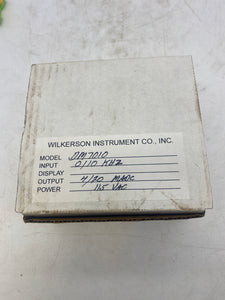 WILKERSON INSTRUMENT CO., INC.
MODEL DM7010
INPUT 0/10 KHZ
DISPLAY
OUTPUT 4/20 MADC
POWER 115 VAC